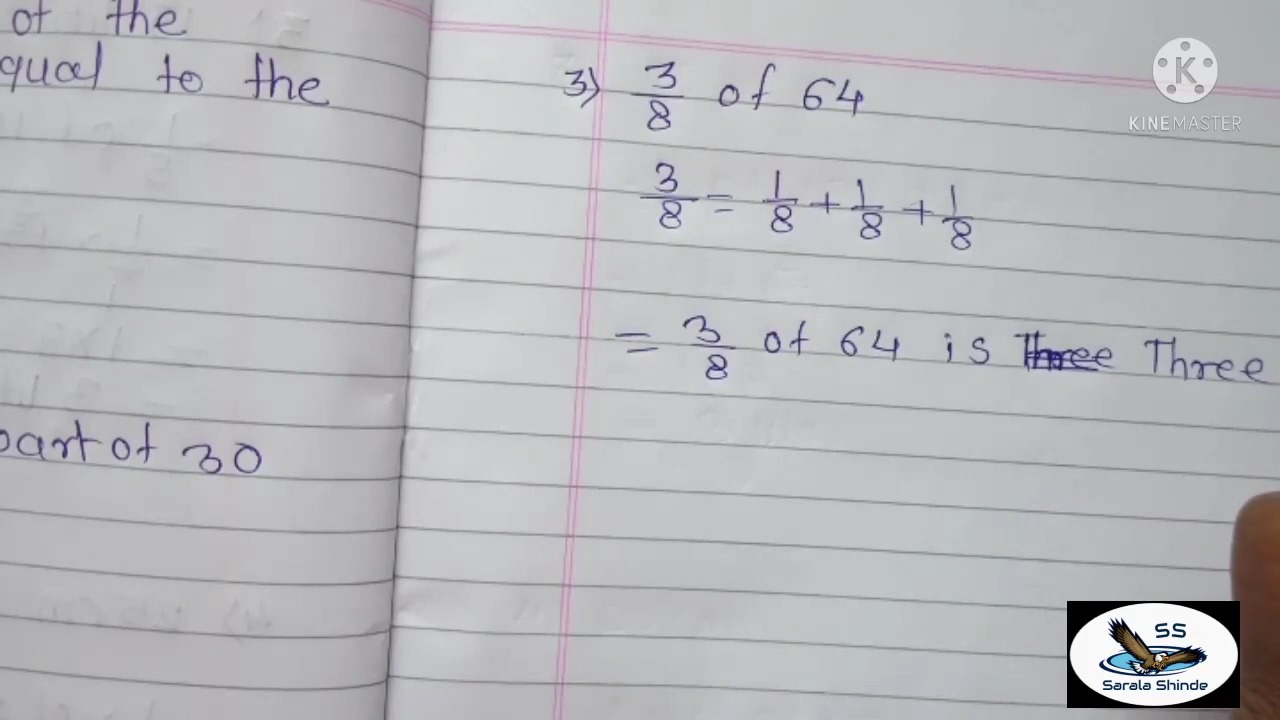 of the
qual to the
part of 30
3) 3/8 of 64
3/8 = 1/8 + 1/8 + 1/8
= 3/8 of 64 is Three
KINEMASTER
SS
Sarala Shinde